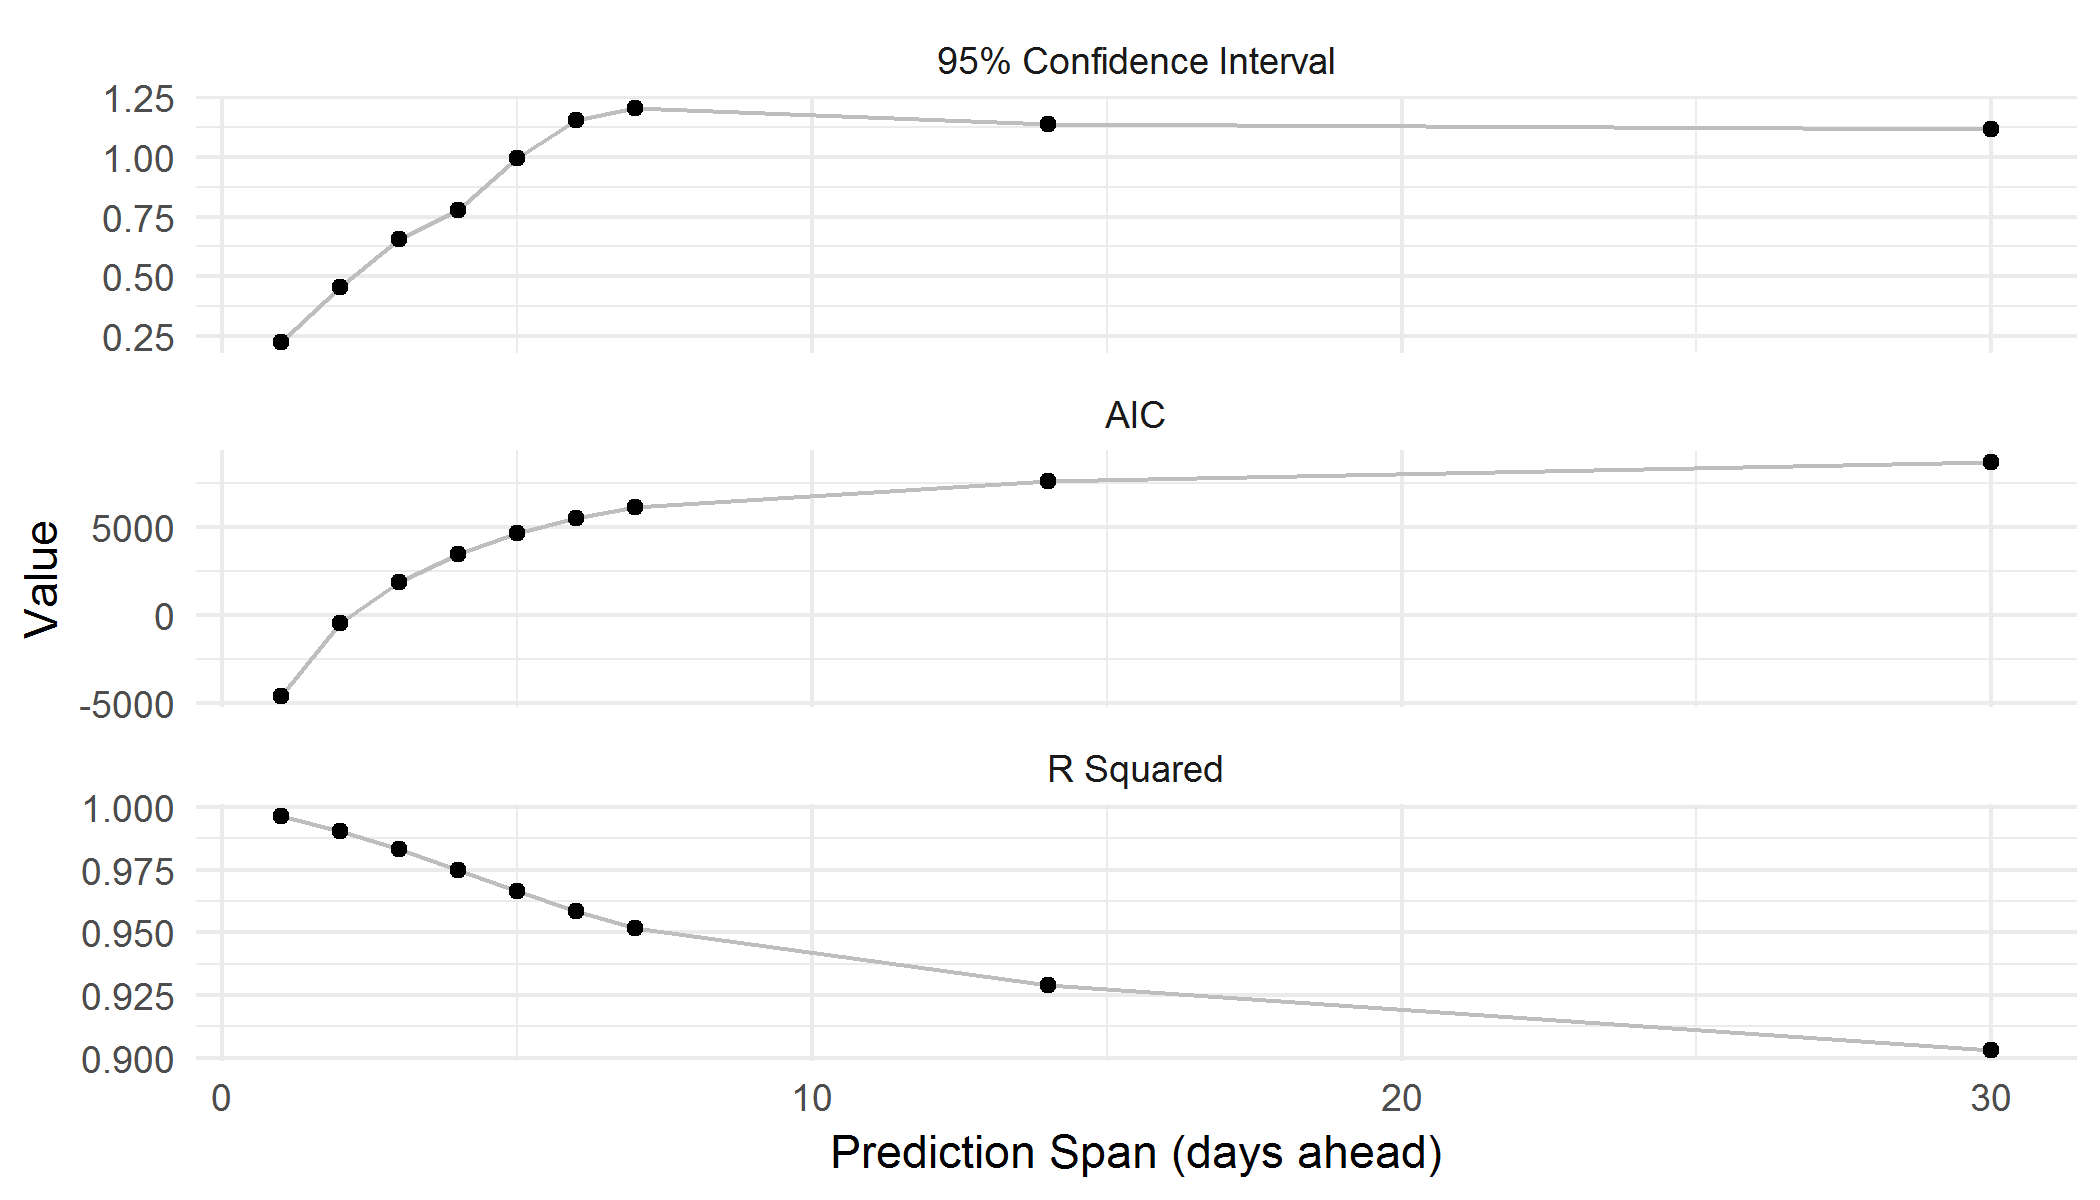 95% Confidence Interval
1.25
1.00
0.75
0.50
0.25
AIC
5000
0
-5000
Value
R Squared
1.000
0.975
0.950
0.925
0.900
0 10 20 30
Prediction Span (days ahead)